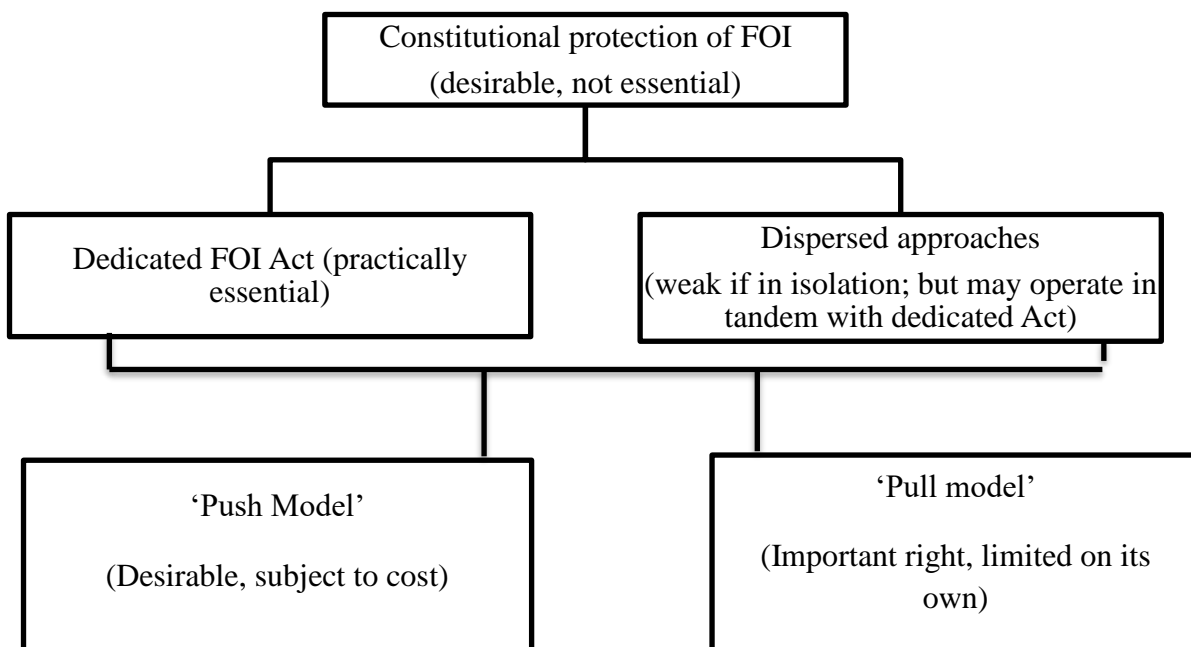 Constitutional protection of FOI
(desirable, not essential)
Dedicated FOI Act (practically
essential)
Dispersed approaches
(weak if in isolation; but may operate in
tandem with dedicated Act)
‘Push Model’
(Desirable, subject to cost)
‘Pull model’
(Important right, limited on its
own)